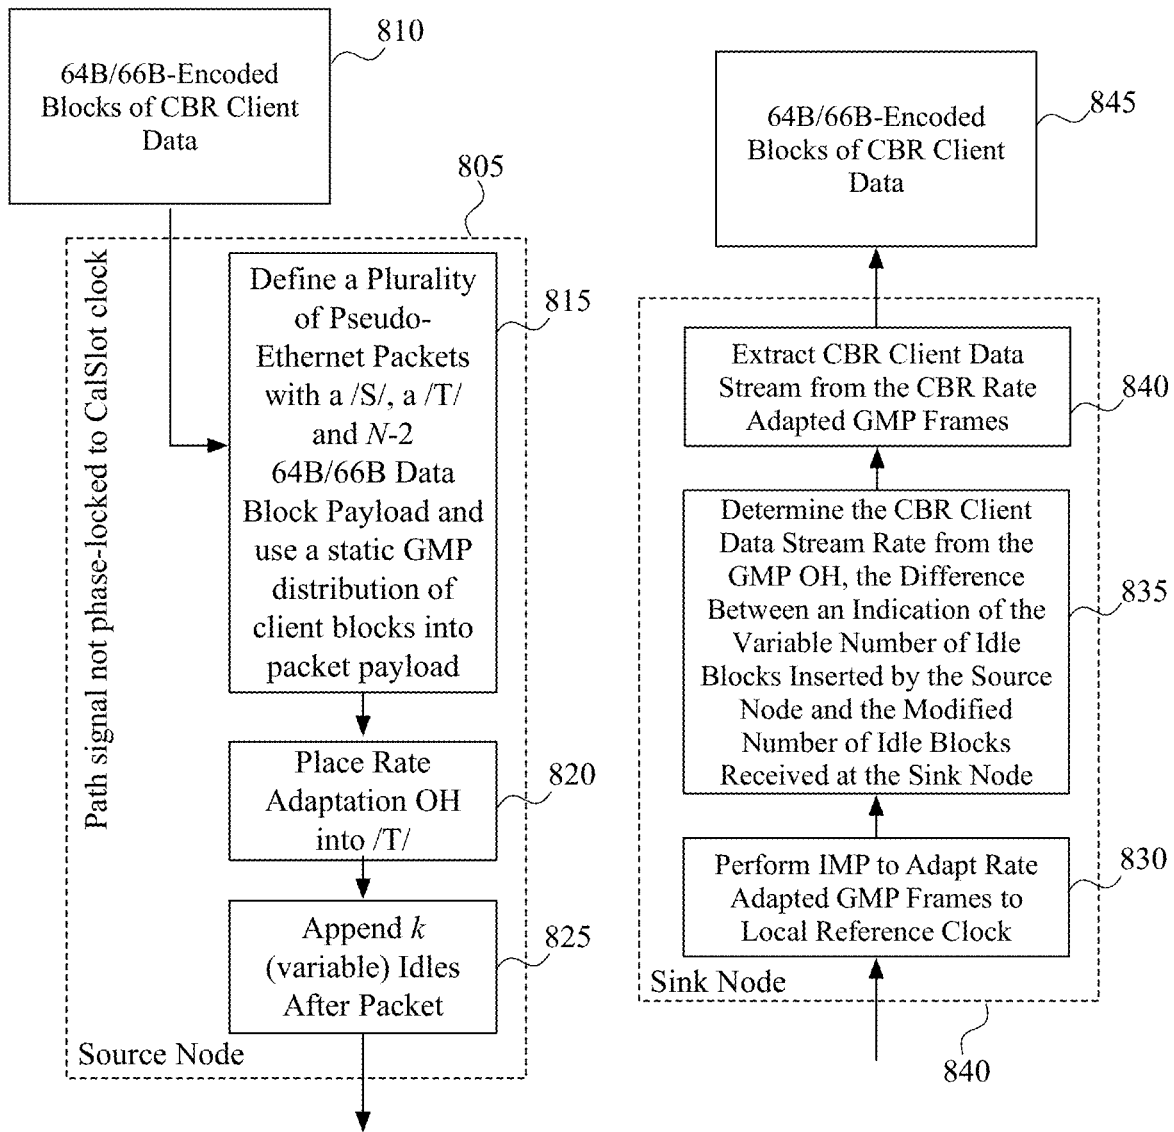 810
64B/66B-Encoded
Blocks of CBR Client
Data
805
Path signal not phase-locked to CalSlot clock
Define a Plurality
of Pseudo-
Ethernet Packets
with a /S/, a /T/
and N-2
64B/66B Data
Block Payload and
use a static GMP
distribution of
client blocks into
packet payload
815
Place Rate
Adaptation OH
into /T/
820
Append k
(variable) Idles
After Packet
825
Source Node
64B/66B-Encoded
Blocks of CBR Client
Data
845
Extract CBR Client Data
Stream from the CBR Rate
Adapted GMP Frames
840
Determine the CBR Client
Data Stream Rate from the
GMP OH, the Difference
Between an Indication of the
Variable Number of Idle
Blocks Inserted by the Source
Node and the Modified
Number of Idle Blocks
Received at the Sink Node
835
Perform IMP to Adapt Rate
Adapted GMP Frames to
Local Reference Clock
830
Sink Node
840